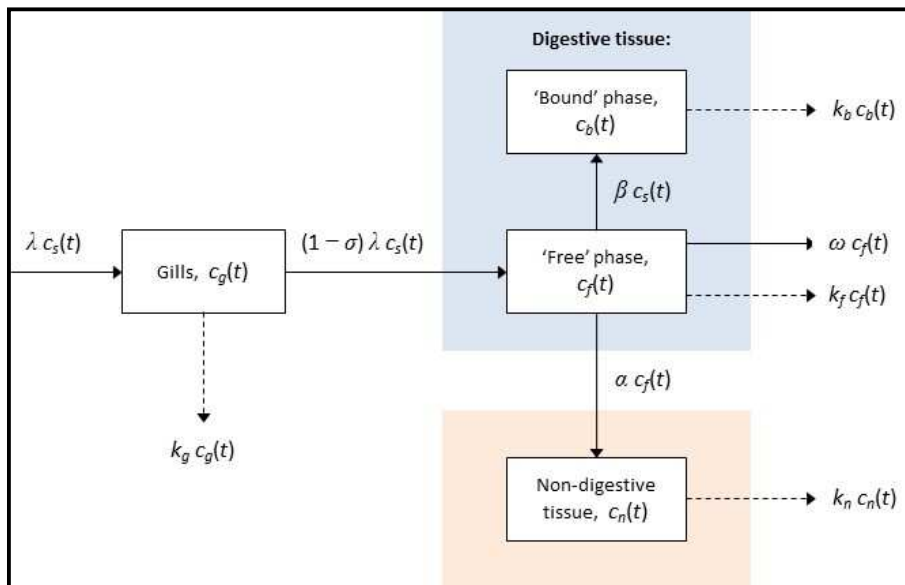 Digestive tissue:
'Bound' phase,
c_b(t)
k_b c_b(t)
β c_s(t)
λ c_s(t)
(1 − σ) λ c_s(t)
Gills, c_g(t)
'Free' phase,
c_f(t)
ω c_f(t)
k_f c_f(t)
α c_f(t)
k_g c_g(t)
Non-digestive
tissue, c_n(t)
k_n c_n(t)